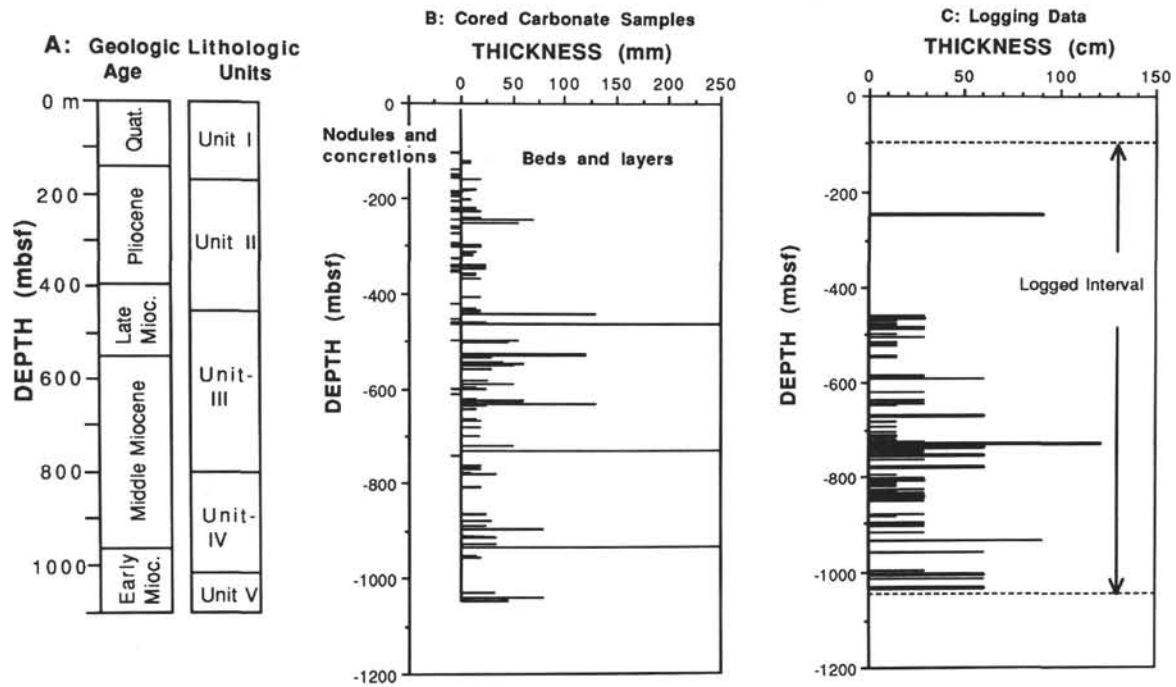 A: Geologic Lithologic
Age Units
0 m
200
400
600
800
1000
DEPTH (mbsf)
Quat.
Pliocene
Late
Mioc.
Middle Miocene
Early
Mioc.
Unit I
Unit II
Unit-
III
Unit-
IV
Unit V
B: Cored Carbonate Samples
THICKNESS (mm)
0 50 100 150 200 250
Nodules and
concretions
Beds and layers
DEPTH (mbsf)
0
-200
-400
-600
-800
-1000
-1200
C: Logging Data
THICKNESS (cm)
0 50 100 150
DEPTH (mbsf)
0
-200
-400
-600
-800
-1000
-1200
Logged Interval